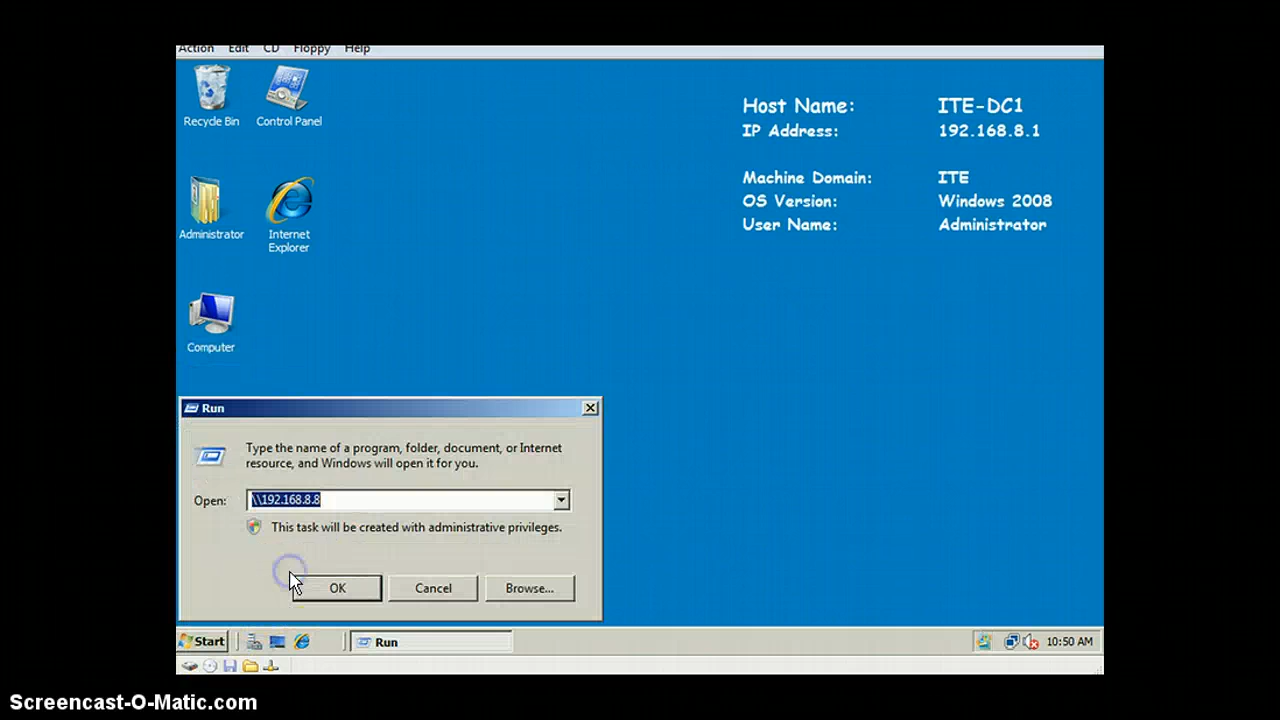 Action Edit CD Floppy Help
Recycle Bin
Control Panel
Host Name: ITE-DC1
IP Address: 192.168.8.1
Machine Domain: ITE
OS Version: Windows 2008
User Name: Administrator
Administrator
Internet
Explorer
Computer
Run
Type the name of a program, folder, document, or Internet
resource, and Windows will open it for you.
Open: \\192.168.8.8
This task will be created with administrative privileges.
OK Cancel Browse...
Start Run 10:50 AM
Screencast-O-Matic.com